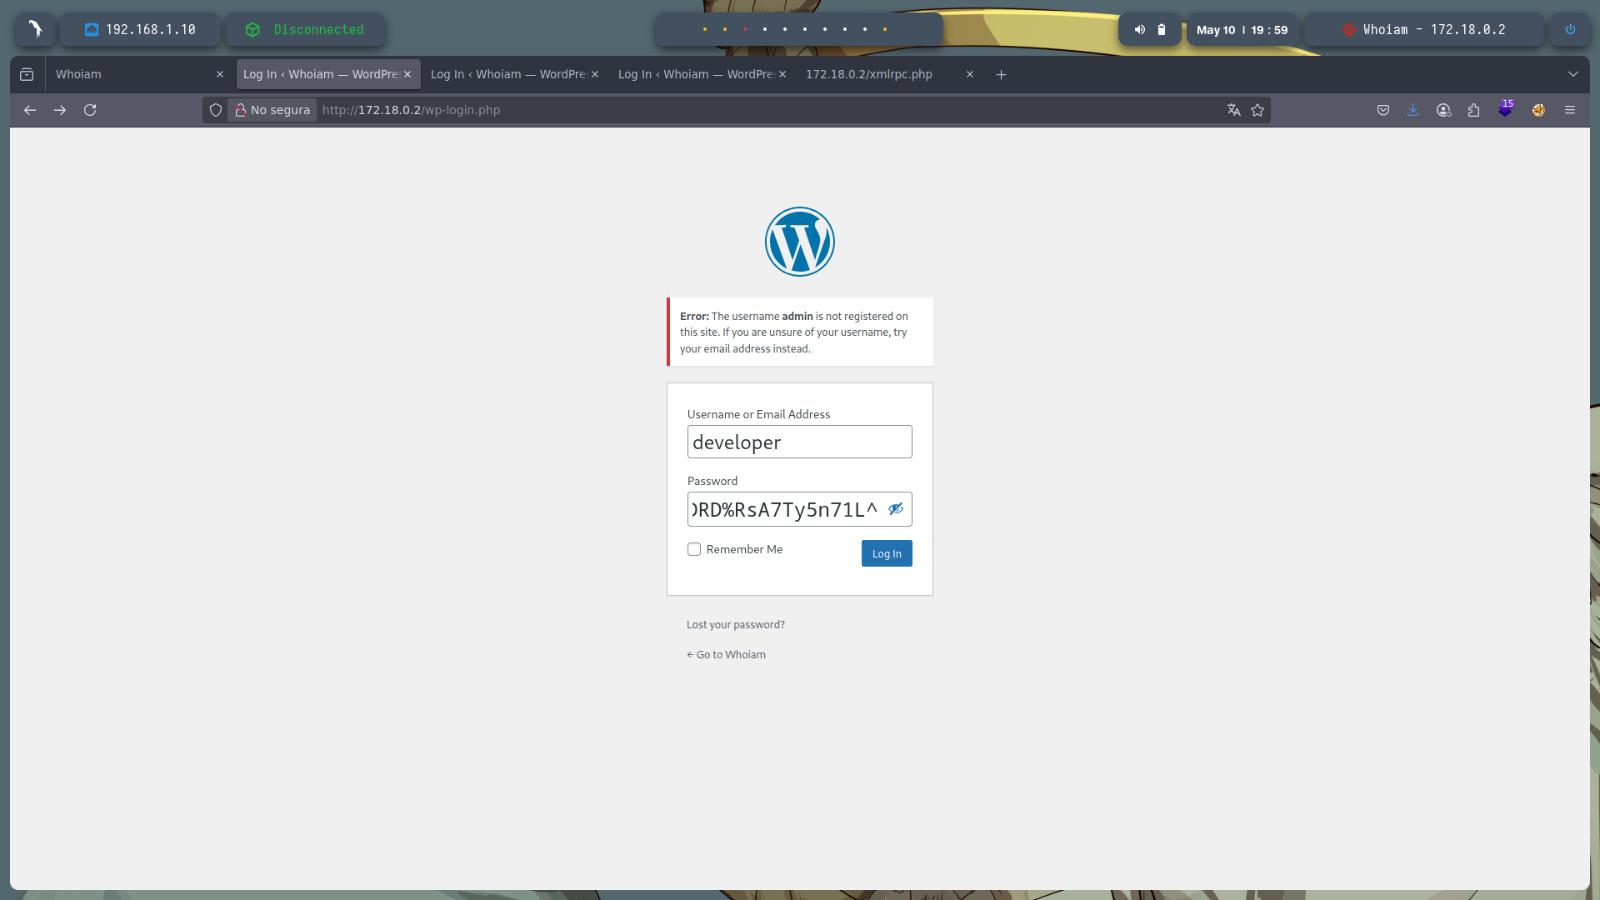 192.168.1.10
Disconnected
May 10 | 19 : 59
Whoiam - 172.18.0.2
Whoiam
Log In ‹ Whoiam — WordPre
Log In ‹ Whoiam — WordPre
Log In ‹ Whoiam — WordPre
172.18.0.2/xmlrpc.php
No segura
http://172.18.0.2/wp-login.php
15
Error: The username admin is not registered on
this site. If you are unsure of your username, try
your email address instead.
Username or Email Address
developer
Password
ORD%RsA7Ty5n71L^
Remember Me
Log In
Lost your password?
← Go to Whoiam